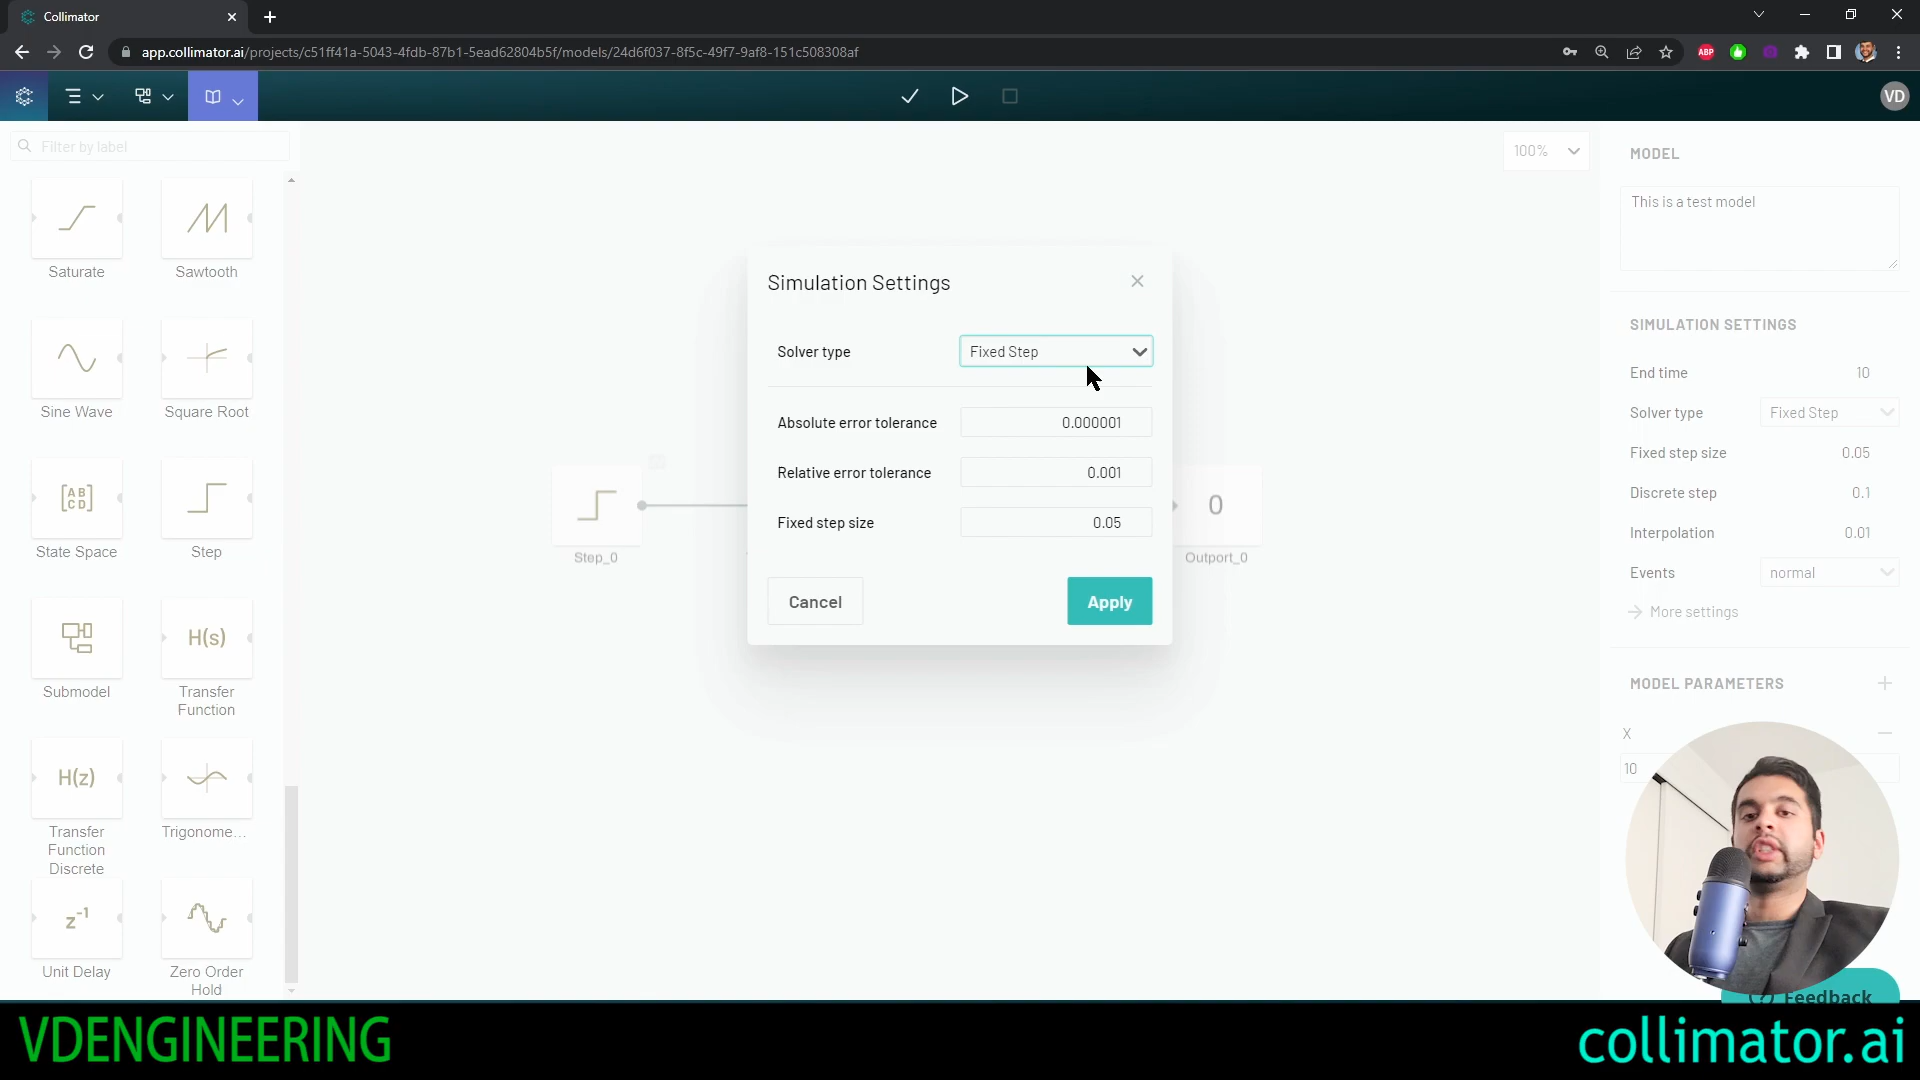 Collimator
app.collimator.ai/projects/c51ff41a-5043-4fdb-87b1-5ead62804b5f/models/24d6f037-8f5c-49f7-9af8-151c508308af
ABP
VD
Filter by label
100%
MODEL
This is a test model
Saturate
Sawtooth
Sine Wave
Square Root
A B
C D
State Space
Step
Submodel
H(s)
Transfer
Function
H(z)
Transfer
Function
Discrete
Trigonome...
z⁻¹
Unit Delay
Zero Order
Hold
Step_0
0
Outport_0
Simulation Settings
Solver type
Fixed Step
Absolute error tolerance
0.000001
Relative error tolerance
0.001
Fixed step size
0.05
Cancel
Apply
SIMULATION SETTINGS
End time
10
Solver type
Fixed Step
Fixed step size
0.05
Discrete step
0.1
Interpolation
0.01
Events
normal
More settings
MODEL PARAMETERS
X
10
Feedback
VDENGINEERING
collimator.ai